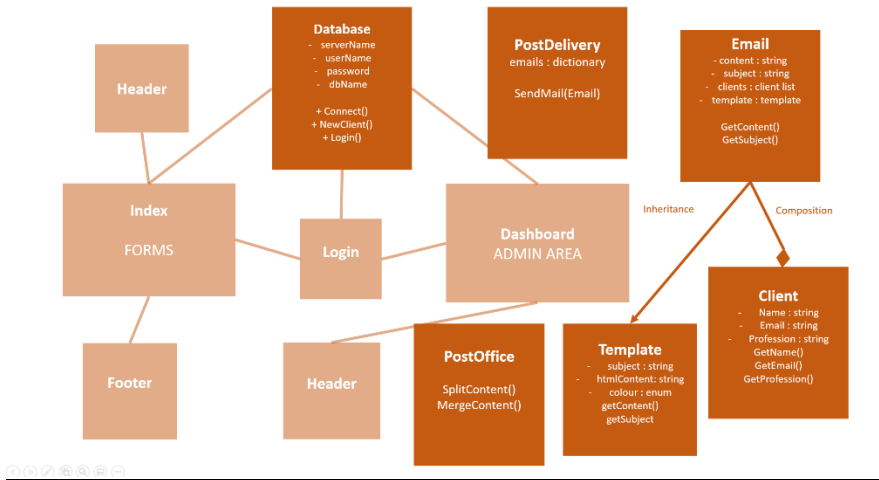 Database
- serverName
- userName
- password
- dbName
+ Connect()
+ NewClient()
+ Login()
PostDelivery
emails : dictionary
SendMail(Email)
Email
- content : string
- subject : string
- clients : client list
- template : template
GetContent()
GetSubject()
Header
Index
FORMS
Login
Dashboard
ADMIN AREA
Inheritance
Composition
Client
- Name : string
- Email : string
- Profession : string
GetName()
GetEmail()
GetProfession()
Footer
Header
PostOffice
SplitContent()
MergeContent()
Template
- subject : string
- htmlContent: string
- colour : enum
getContent()
getSubject